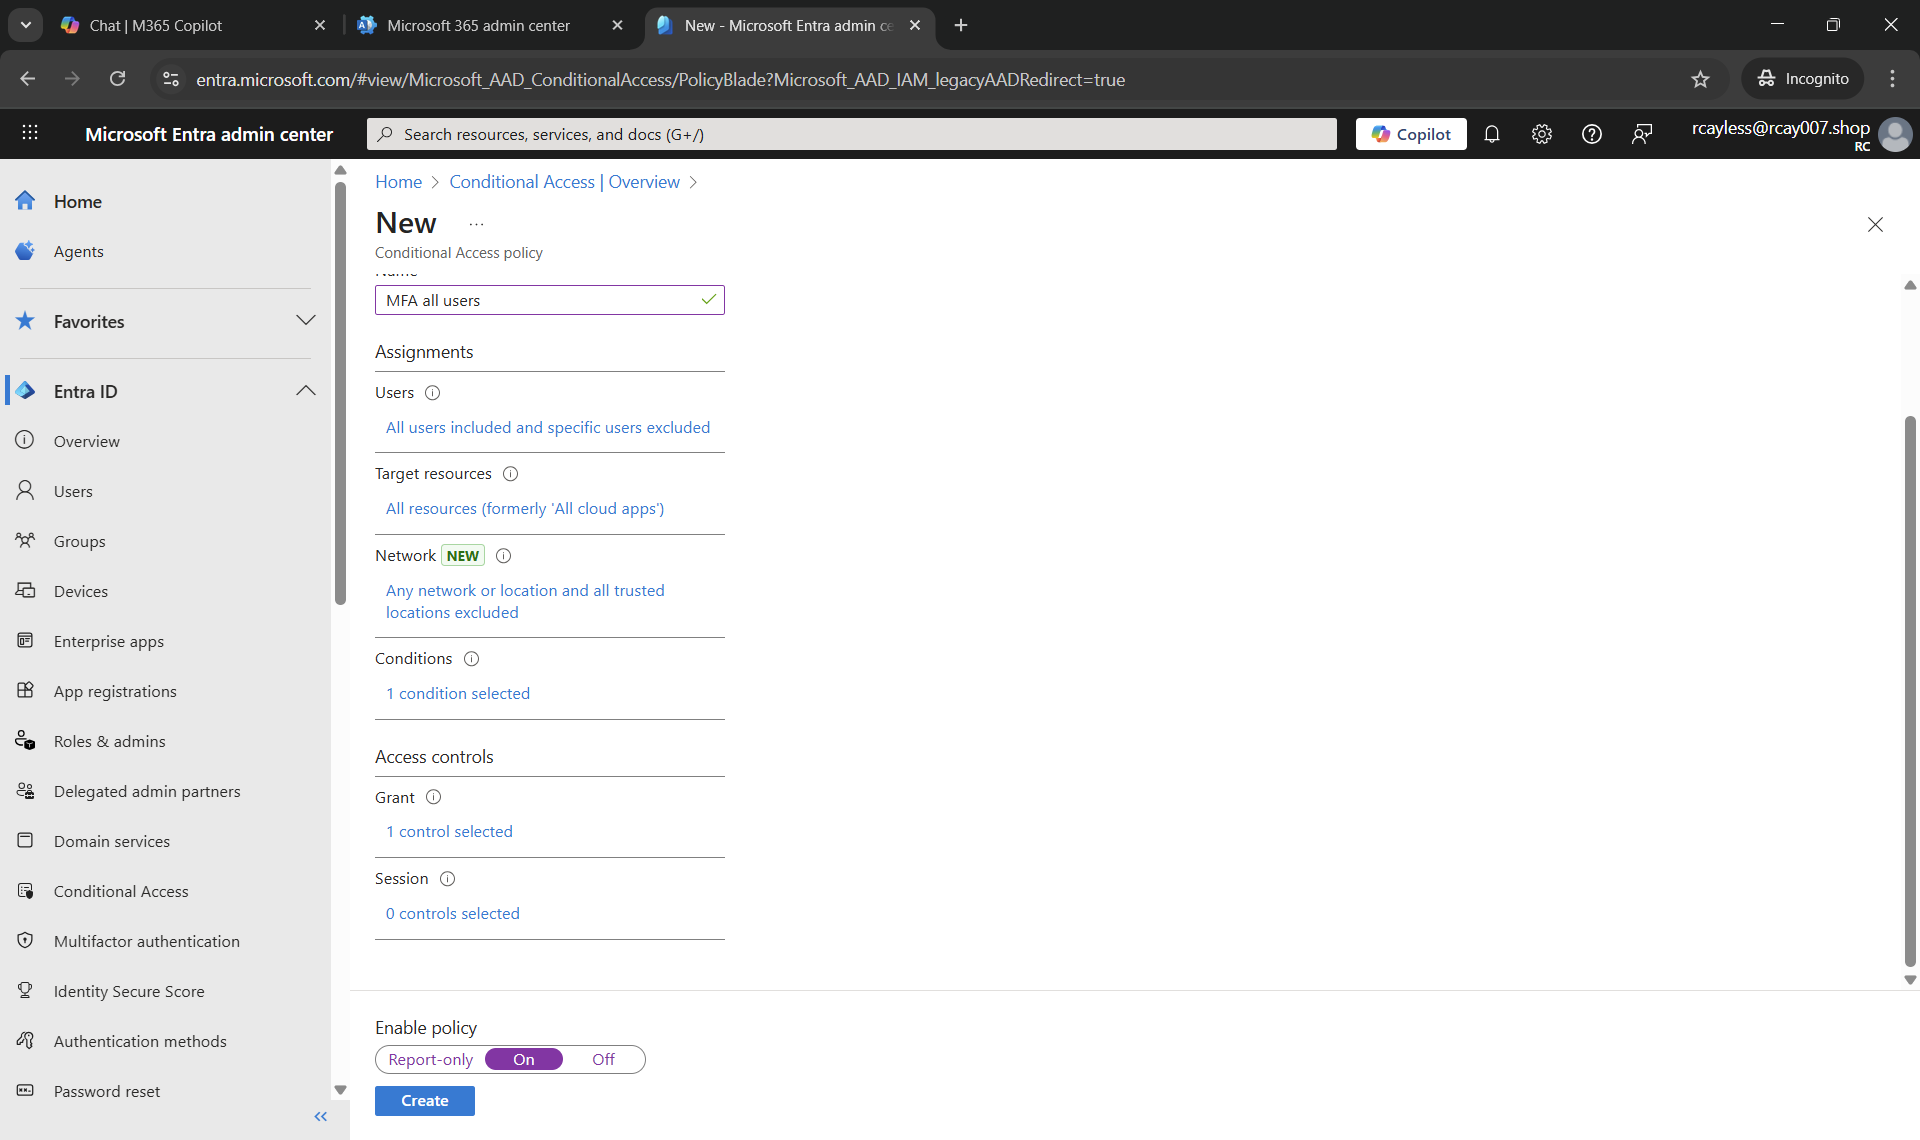 Chat | M365 Copilot
Microsoft 365 admin center
New - Microsoft Entra admin ce
entra.microsoft.com/#view/Microsoft_AAD_ConditionalAccess/PolicyBlade?Microsoft_AAD_IAM_legacyAADRedirect=true
Incognito
Microsoft Entra admin center
Search resources, services, and docs (G+/)
Copilot
rcayless@rcay007.shop
RC
Home
Agents
Favorites
Entra ID
Overview
Users
Groups
Devices
Enterprise apps
App registrations
Roles & admins
Delegated admin partners
Domain services
Conditional Access
Multifactor authentication
Identity Secure Score
Authentication methods
Password reset
Home > Conditional Access | Overview >
New ...
Conditional Access policy
Name
MFA all users
Assignments
Users
All users included and specific users excluded
Target resources
All resources (formerly 'All cloud apps')
Network NEW
Any network or location and all trusted
locations excluded
Conditions
1 condition selected
Access controls
Grant
1 control selected
Session
0 controls selected
Enable policy
Report-only On Off
Create